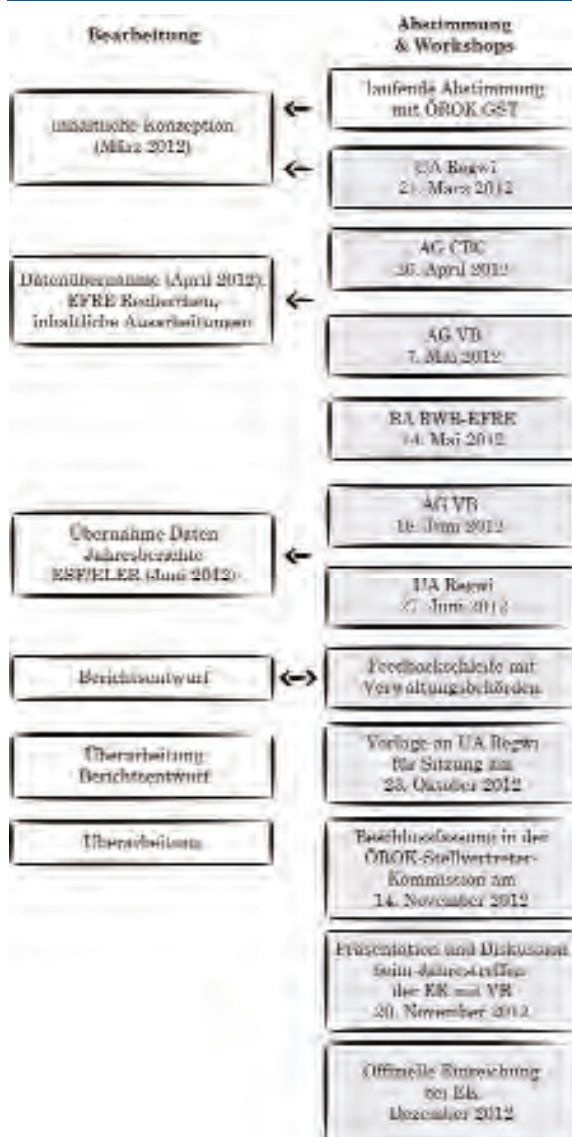 Bearbeitung
Abstimmung
& Workshops
inhaltliche Konzeption
(März 2012)
laufende Abstimmung
mit ÖROK GST
UA Regwi
21. März 2012
Datenübernahme (April 2012),
EFRE Recherchen,
inhaltliche Ausarbeitungen
AG CBC
26. April 2012
AG VB
7. Mai 2012
EFRE
14. Mai 2012
Übernahme Daten
Jahresberichte
ESF/ELER (Juni 2012)
AG VB
Juni 2012
UA Regwi
27. Juni 2012
Berichtsentwurf
Feedbackschleife mit
Verwaltungsbehörden
Überarbeitung
Berichtsentwurf
Vorlage an UA Regwi
für Sitzung am
23. Oktober 2012
Überarbeitung
Beschlussfassung in der
ÖROK-Stellvertreter-
Kommission am
14. November 2012
Präsentation und Diskussion
beim Jahrestreffen
der EK mit VB
20. November 2012
Offizielle Einreichung
bei EK
Dezember 2012